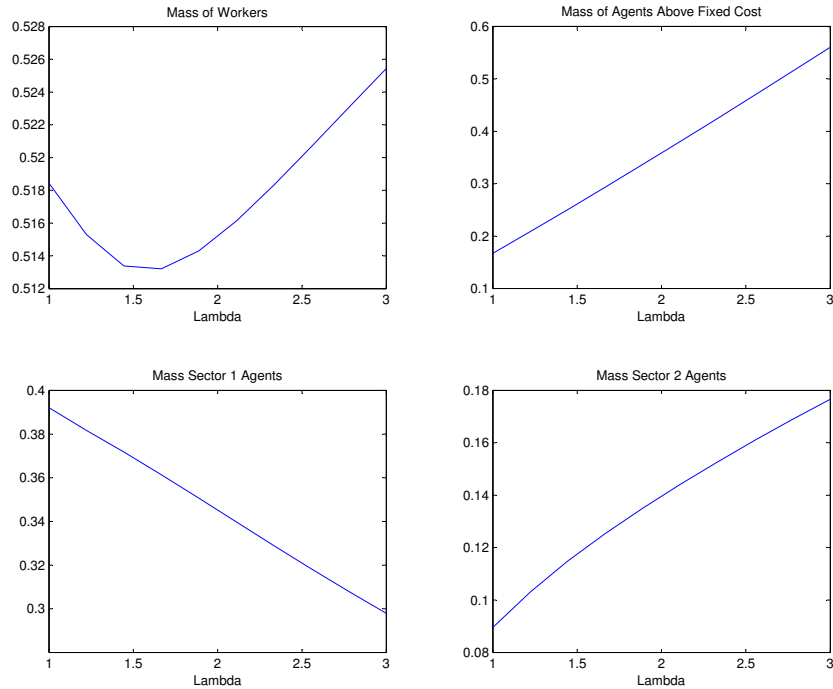 Mass of Workers
0.528
0.526
0.524
0.522
0.52
0.518
0.516
0.514
0.512
1 1.5 2 2.5 3
Lambda
Mass of Agents Above Fixed Cost
0.6
0.5
0.4
0.3
0.2
0.1
1 1.5 2 2.5 3
Lambda
Mass Sector 1 Agents
0.4
0.38
0.36
0.34
0.32
0.3
1 1.5 2 2.5 3
Lambda
Mass Sector 2 Agents
0.18
0.16
0.14
0.12
0.1
0.08
1 1.5 2 2.5 3
Lambda